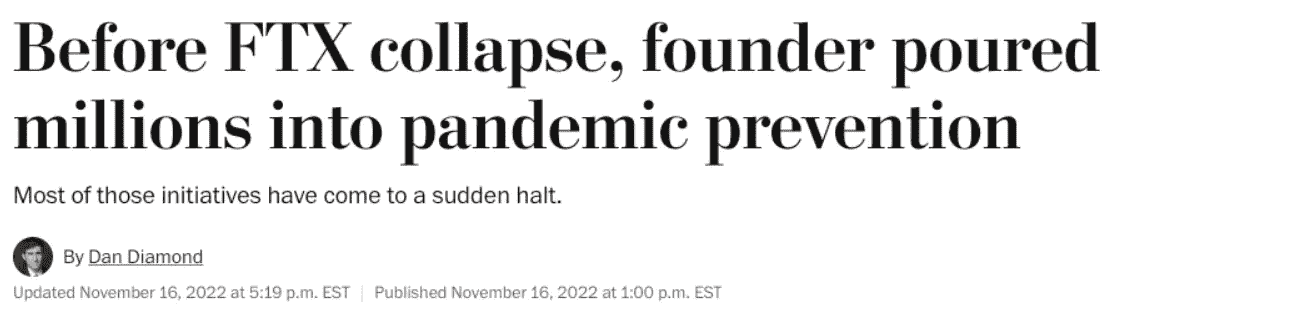 Before FTX collapse, founder poured
millions into pandemic prevention
Most of those initiatives have come to a sudden halt.
By Dan Diamond
Updated November 16, 2022 at 5:19 p.m. EST | Published November 16, 2022 at 1:00 p.m. EST